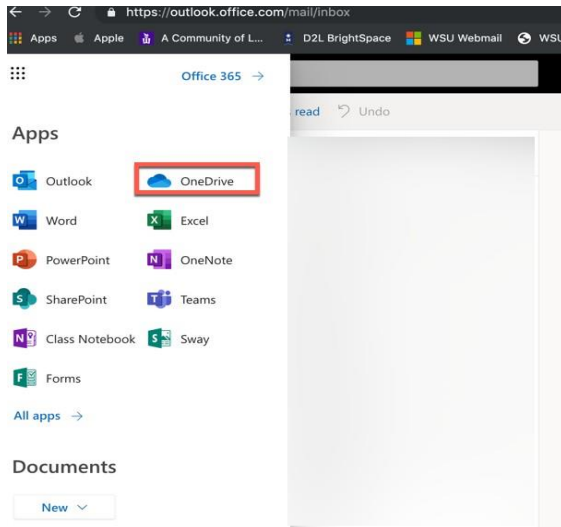 https://outlook.office.com/mail/inbox
Apps Apple A Community of L... D2L BrightSpace WSU Webmail WSU
Office 365 →
read Undo
Apps
Outlook OneDrive
Word Excel
PowerPoint OneNote
SharePoint Teams
Class Notebook Sway
Forms
All apps →
Documents
New